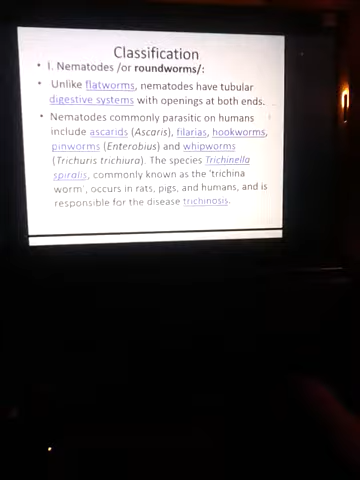 Classification
• I. Nematodes /or roundworms/:
• Unlike flatworms, nematodes have tubular
digestive systems with openings at both ends.
• Nematodes commonly parasitic on humans
include ascarids (Ascaris), filarias, hookworms,
pinworms (Enterobius) and whipworms
(Trichuris trichiura). The species Trichinella
spiralis, commonly known as the 'trichina
worm', occurs in rats, pigs, and humans, and is
responsible for the disease trichinosis.